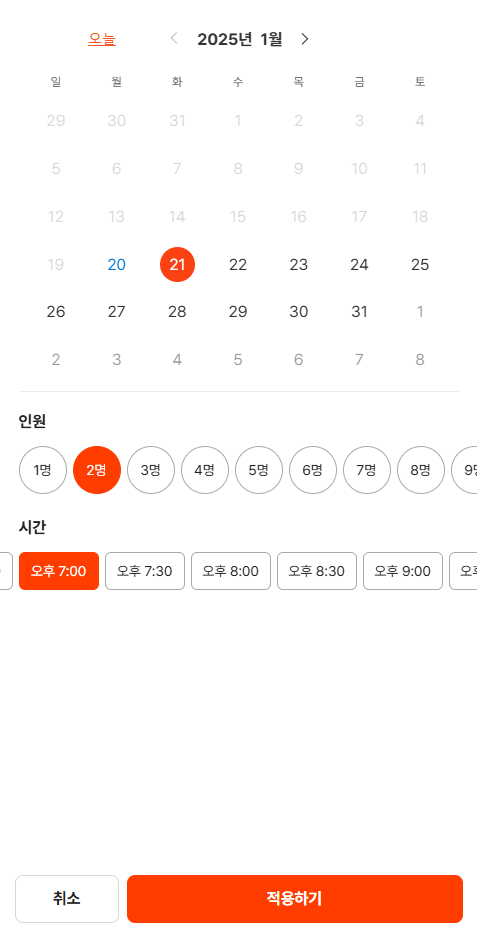 오늘 2025년 1월
일 월 화 수 목 금 토
29 30 31 1 2 3 4
5 6 7 8 9 10 11
12 13 14 15 16 17 18
19 20 21 22 23 24 25
26 27 28 29 30 31 1
2 3 4 5 6 7 8
인원
1명 2명 3명 4명 5명 6명 7명 8명
시간
오후 7:00 오후 7:30 오후 8:00 오후 8:30 오후 9:00
취소 적용하기